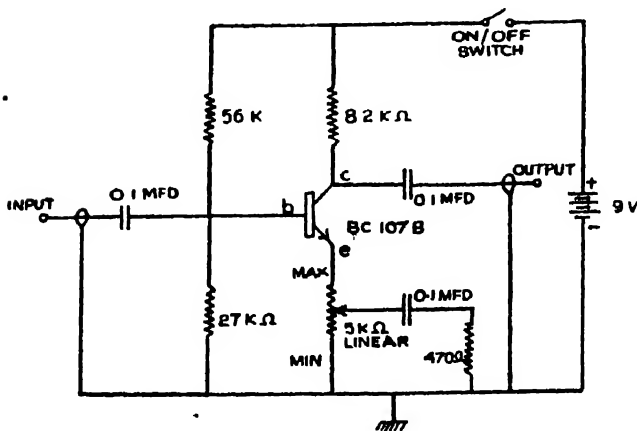 ON/OFF
SWITCH
56 K
8 2 KΩ
INPUT
0.1 MFD
b
c
e
BC 107 B
0.1 MFD
OUTPUT
+
-
9 V
MAX
0.1 MFD
27 KΩ
5 KΩ
LINEAR
MIN
470Ω